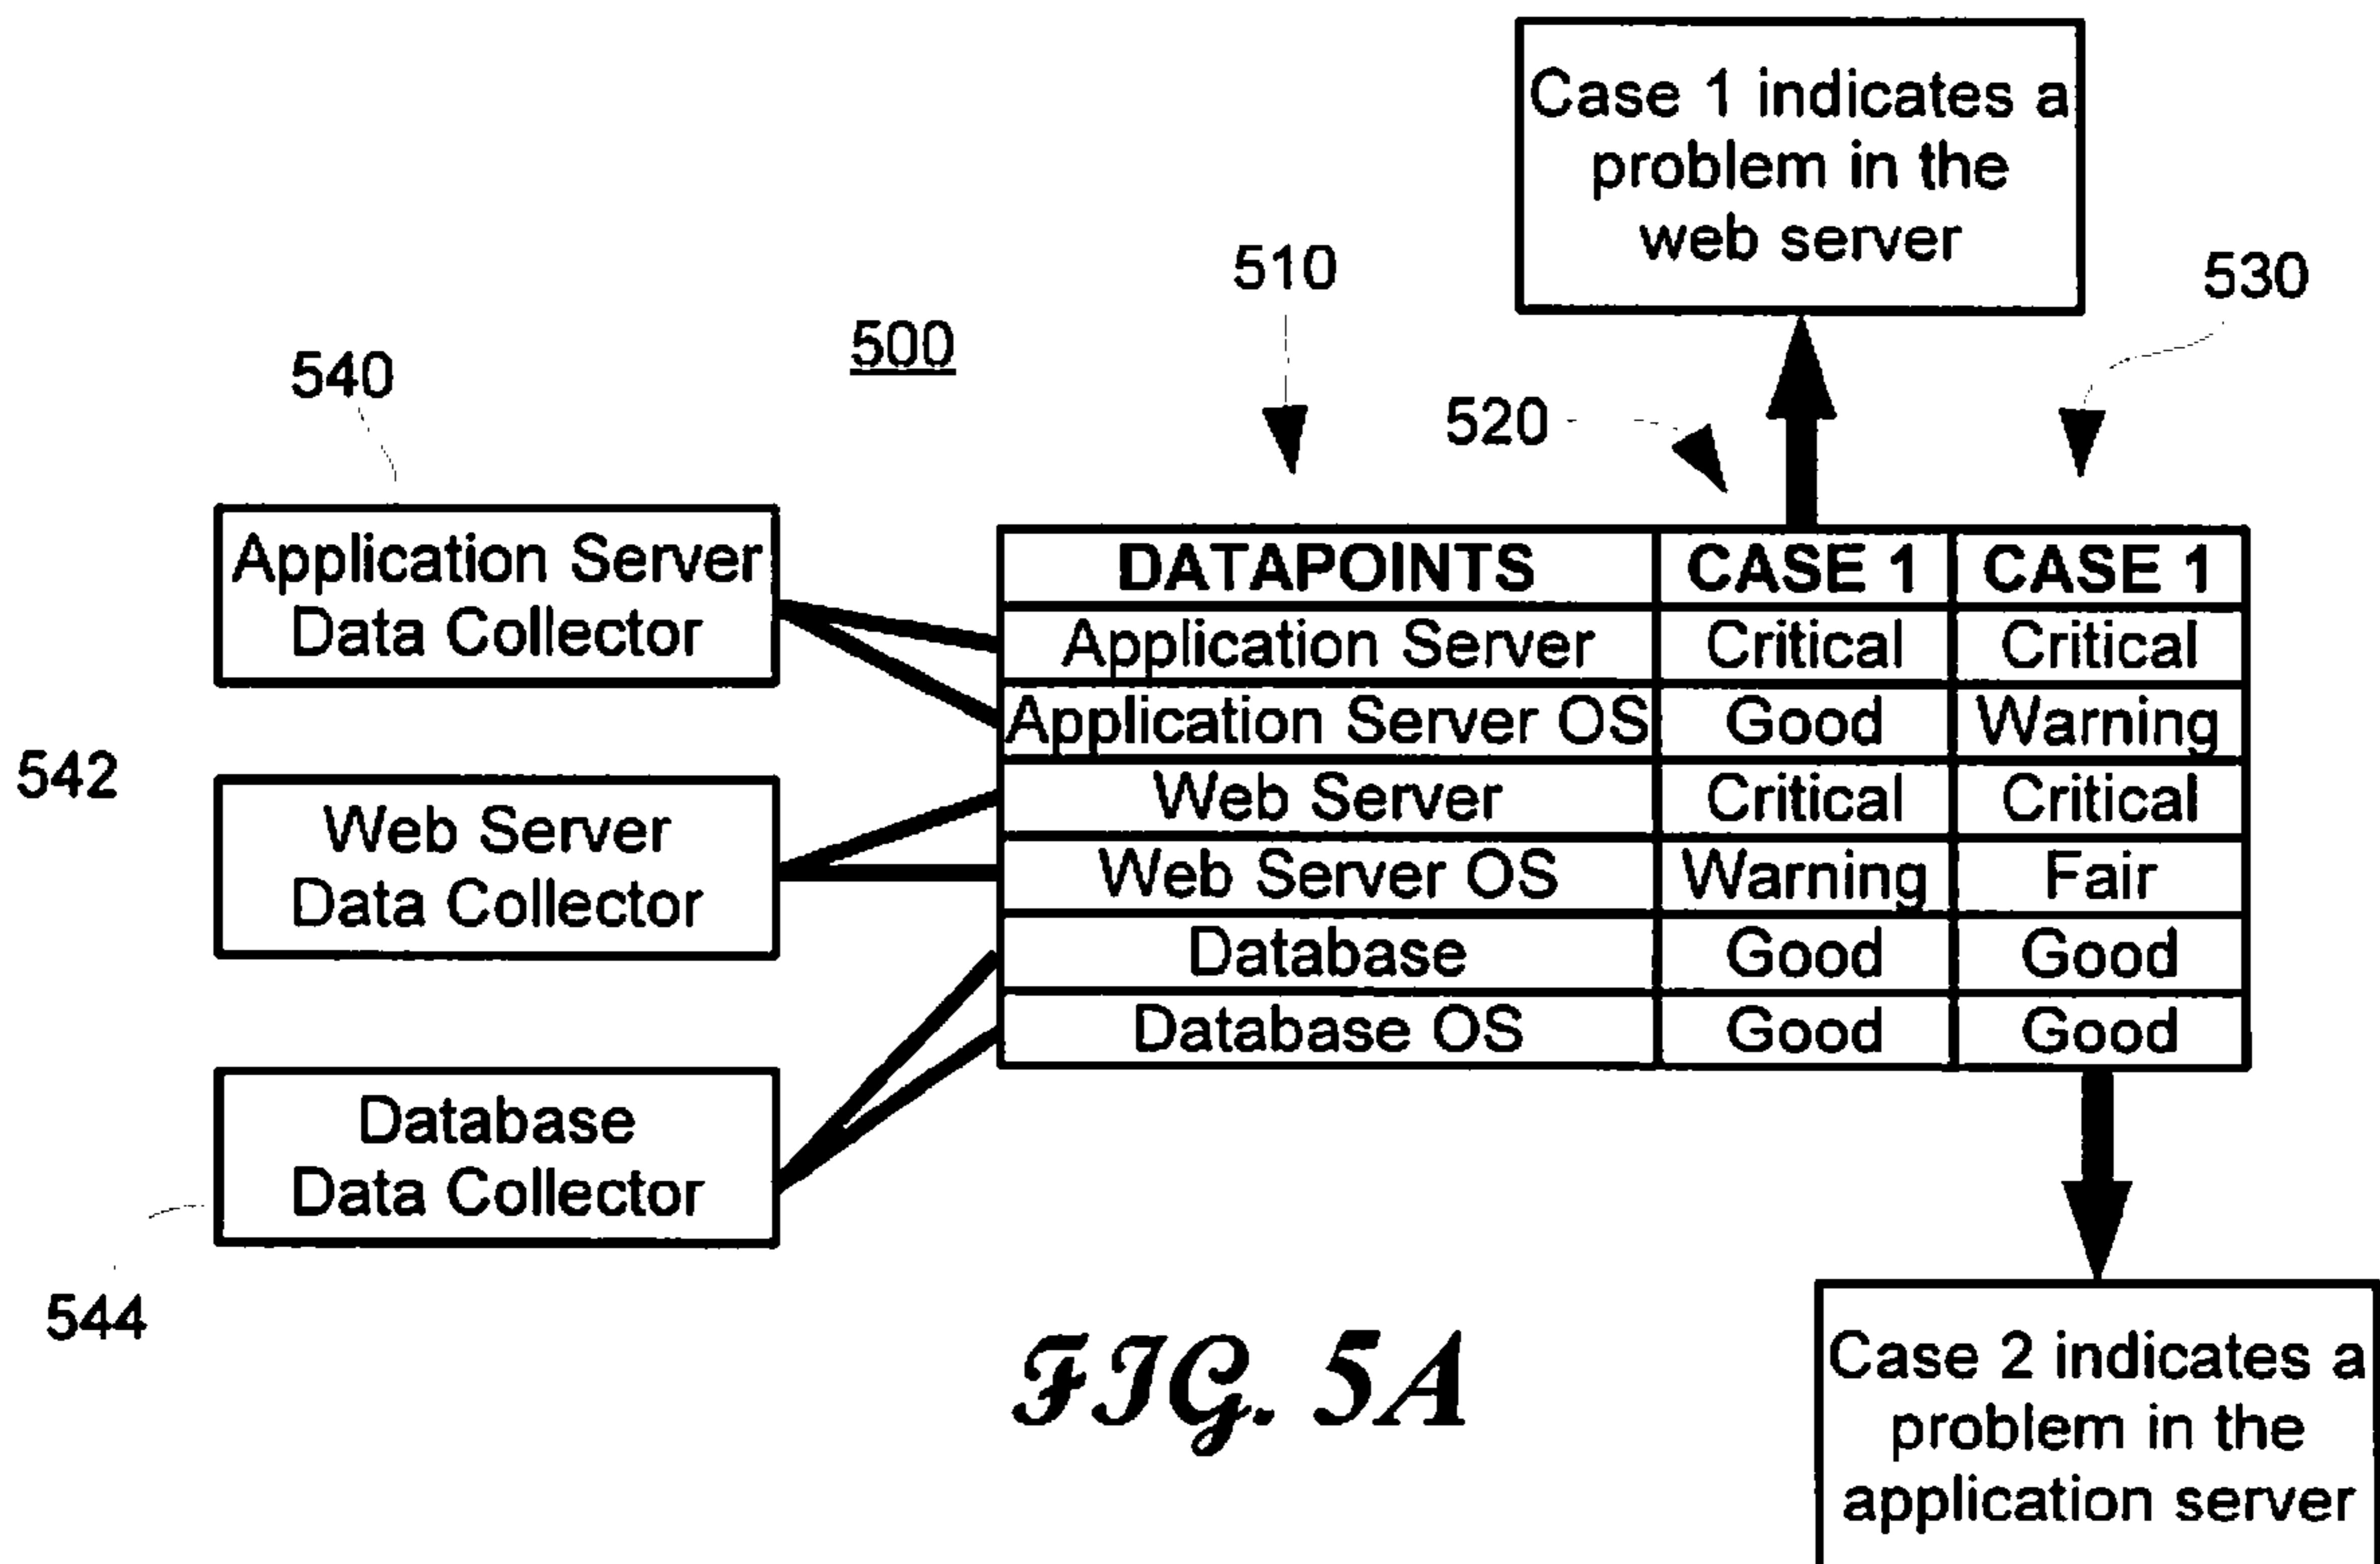 Case 1 indicates a
problem in the
web server
510
530
500
540
520
Application Server
Data Collector
542
Web Server
Data Collector
Database
Data Collector
544
DATAPOINTS CASE 1 CASE 1
Application Server Critical Critical
Application Server OS Good Warning
Web Server Critical Critical
Web Server OS Warning Fair
Database Good Good
Database OS Good Good
Case 2 indicates a
problem in the
application server
FIG. 5A